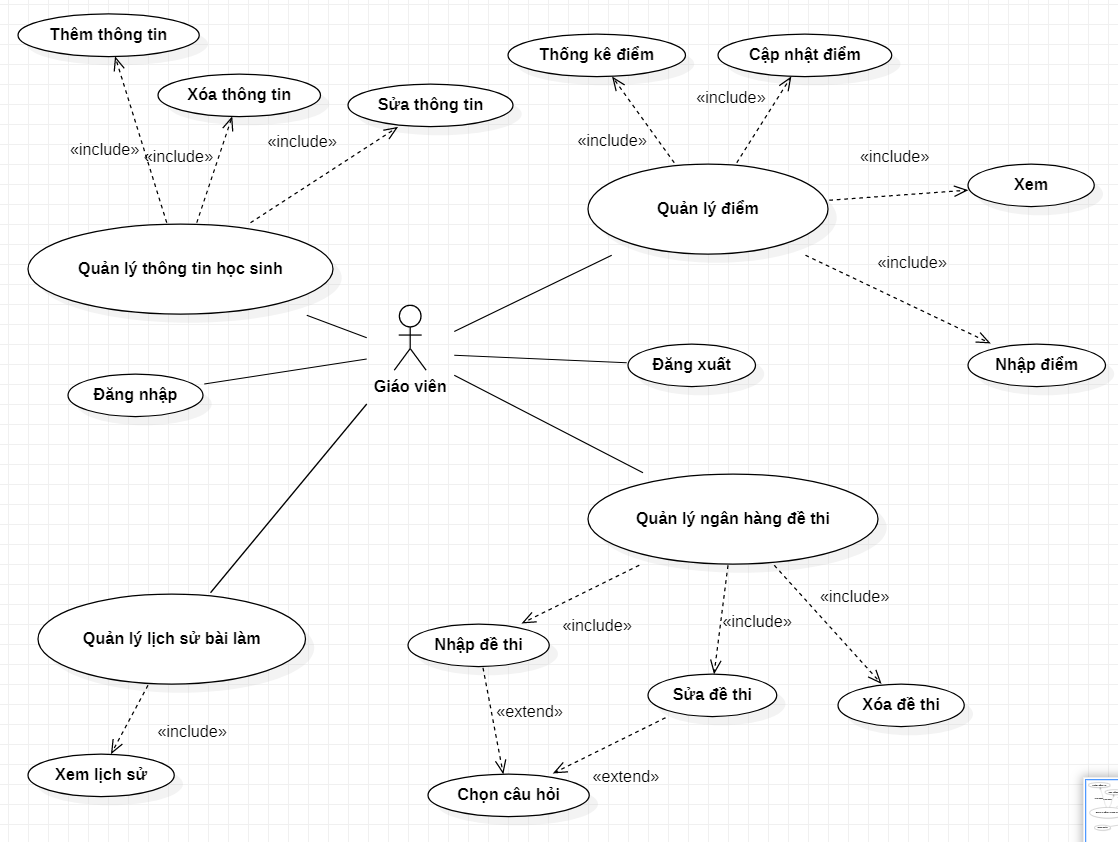 Thêm thông tin
Xóa thông tin
Sửa thông tin
«include»
«include»
«include»
Quản lý thông tin học sinh
Thống kê điểm
Cập nhật điểm
«include»
«include»
«include»
Xem
Quản lý điểm
«include»
Nhập điểm
Giáo viên
Đăng nhập
Đăng xuất
Quản lý ngân hàng đề thi
«include»
«include»
«include»
Nhập đề thi
Sửa đề thi
Xóa đề thi
«extend»
«extend»
Chọn câu hỏi
Quản lý lịch sử bài làm
«include»
Xem lịch sử